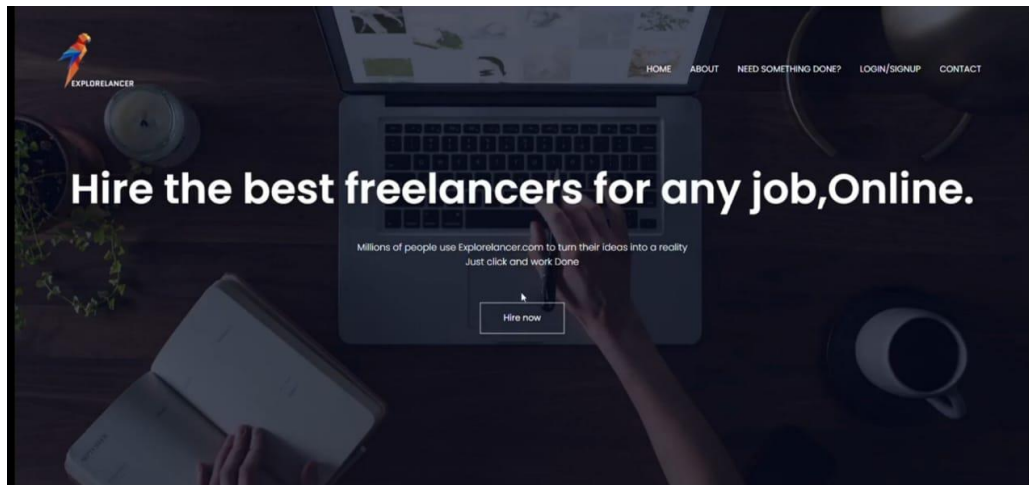 EXPLORELANCER
HOME ABOUT NEED SOMETHING DONE? LOGIN/SIGNUP CONTACT
Hire the best freelancers for any job,Online.
Millions of people use Explorelancer.com to turn their ideas into a reality
Just click and work Done
Hire now